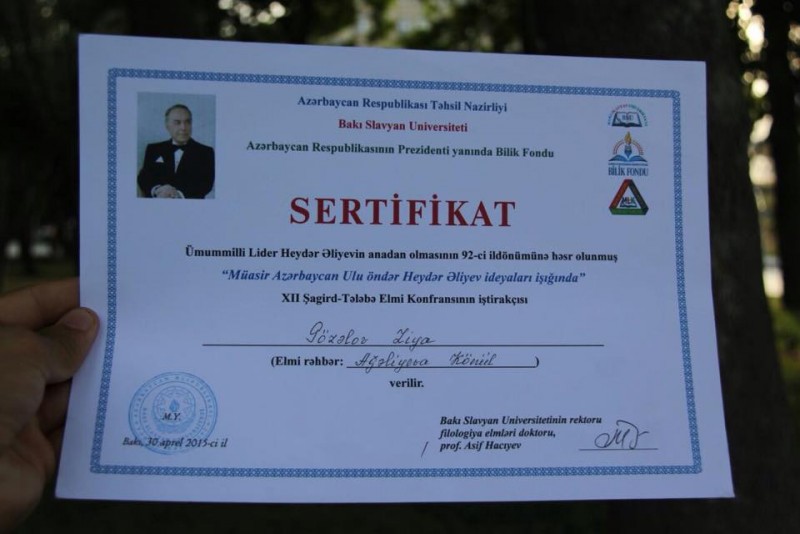 Azərbaycan Respublikası Təhsil Nazirliyi
Bakı Slavyan Universiteti
Azərbaycan Respublikasının Prezidenti yanında Bilik Fondu
BSU
BİLİK FONDU
SERTİFİKAT
Ümummilli Lider Heydər Əliyevin anadan olmasının 92-ci ildönümünə həsr olunmuş
“Müasir Azərbaycan Ulu öndər Heydər Əliyev ideyaları işığında”
XII Şagird-Tələbə Elmi Konfransının iştirakçısı
Gözəlov Ziya
(Elmi rəhbər: Ağəliyeva Könül)
verilir.
M.Y.
Bakı, 30 aprel 2015-ci il
Bakı Slavyan Universitetinin rektoru
filologiya elmləri doktoru,
prof. Asif Hacıyev